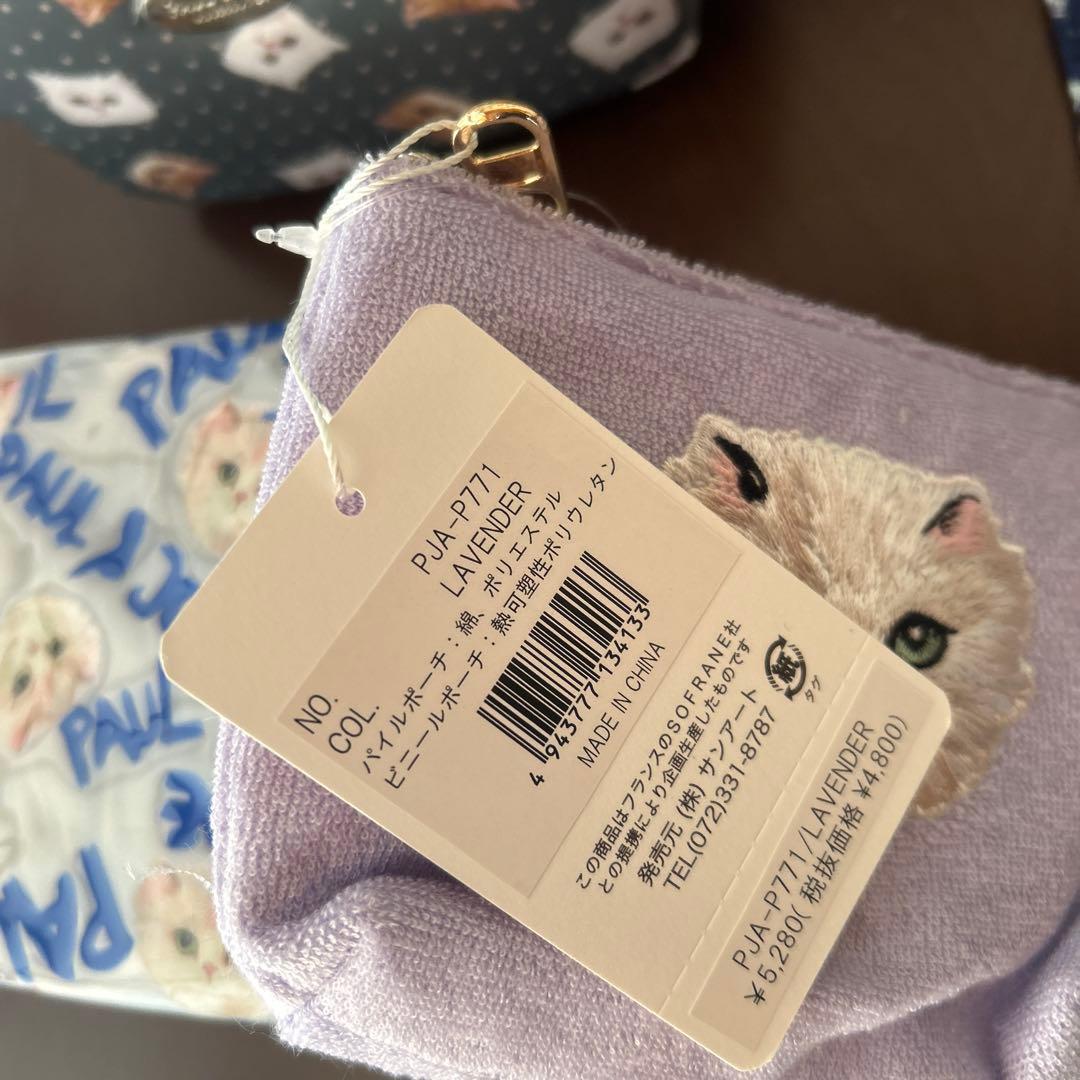 NO. PJA-P771
COL. LAVENDER
パイルポーチ：綿、ポリエステル
ビニールポーチ：熱可塑性ポリウレタン
4 943777 134133
MADE IN CHINA
この商品はフランスのSOFRANE社
との提携により企画生産したものです
発売元 (株) サンアート
TEL(072)331-8787
紙
タグ
PJA-P771/LAVENDER
¥5,280( 税抜価格 ¥4,800)
PAUL
PAUL
PAUL